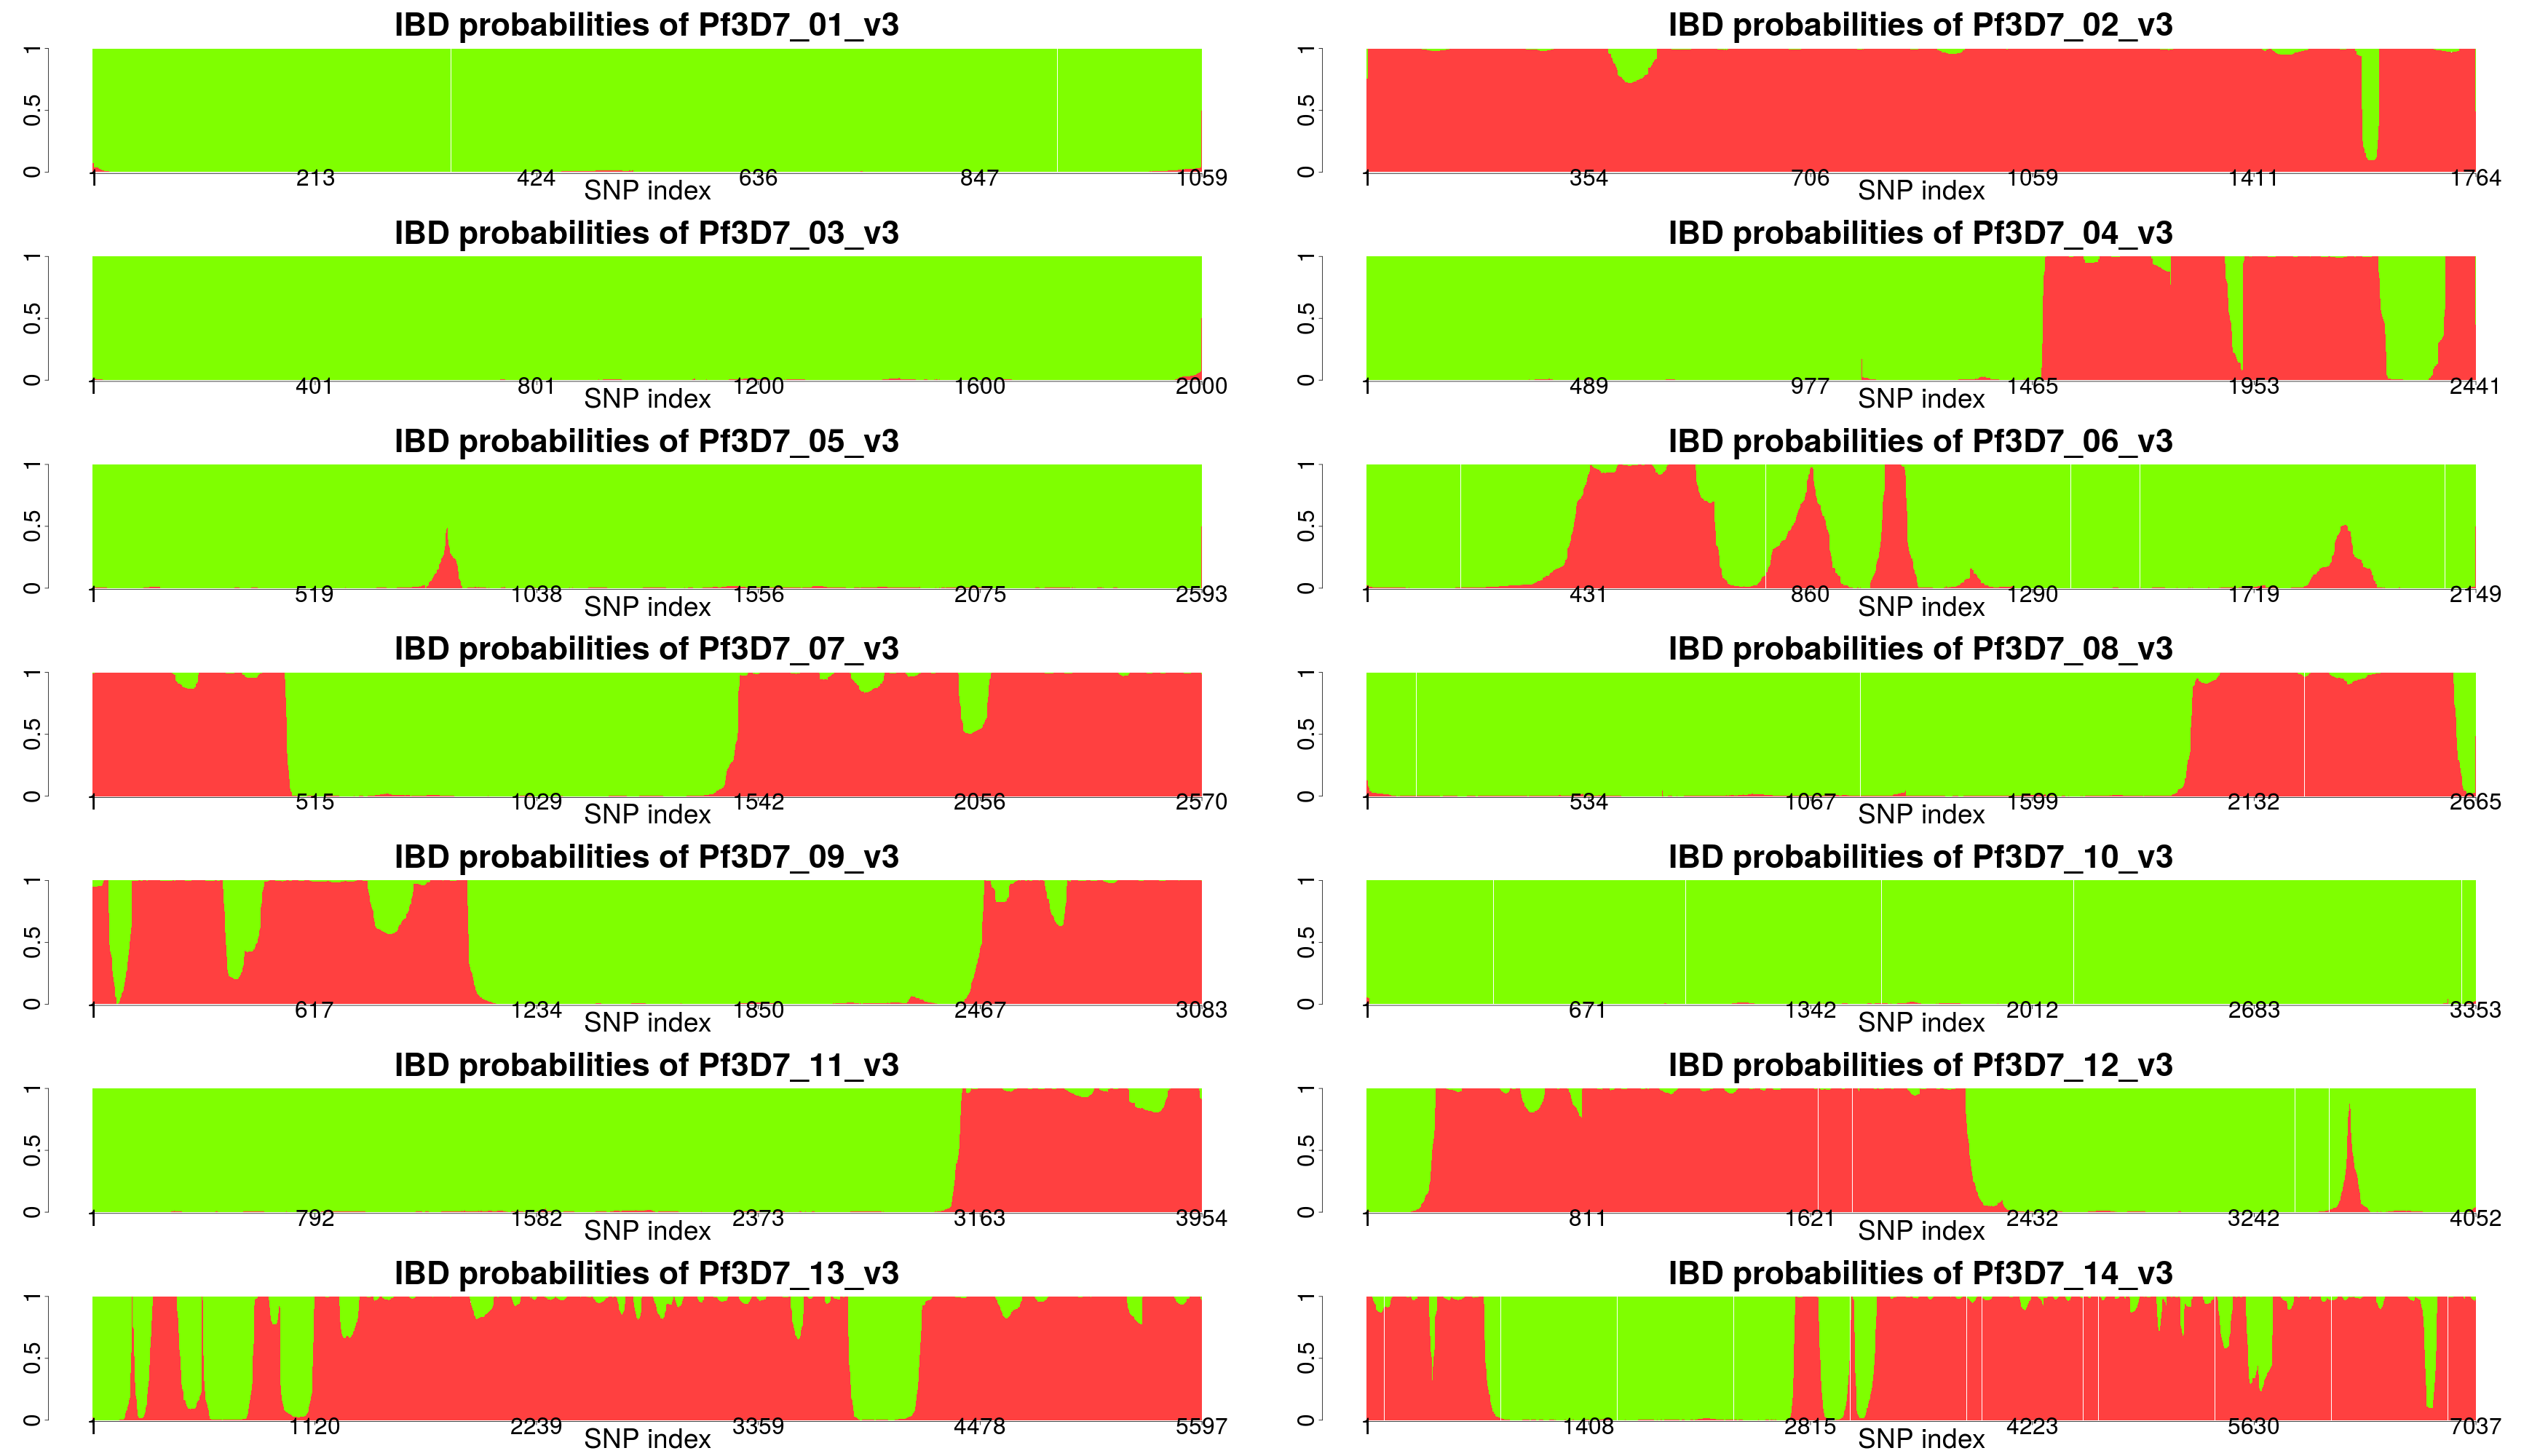 IBD probabilities of Pf3D7_01_v3
0 0.5 1
1 213 424 636 847 1059
SNP index
IBD probabilities of Pf3D7_02_v3
0 0.5 1
1 354 706 1059 1411 1764
SNP index
IBD probabilities of Pf3D7_03_v3
0 0.5 1
1 401 801 1200 1600 2000
SNP index
IBD probabilities of Pf3D7_04_v3
0 0.5 1
1 489 977 1465 1953 2441
SNP index
IBD probabilities of Pf3D7_05_v3
0 0.5 1
1 519 1038 1556 2075 2593
SNP index
IBD probabilities of Pf3D7_06_v3
0 0.5 1
1 431 860 1290 1719 2149
SNP index
IBD probabilities of Pf3D7_07_v3
0 0.5 1
1 515 1029 1542 2056 2570
SNP index
IBD probabilities of Pf3D7_08_v3
0 0.5 1
1 534 1067 1599 2132 2665
SNP index
IBD probabilities of Pf3D7_09_v3
0 0.5 1
1 617 1234 1850 2467 3083
SNP index
IBD probabilities of Pf3D7_10_v3
0 0.5 1
1 671 1342 2012 2683 3353
SNP index
IBD probabilities of Pf3D7_11_v3
0 0.5 1
1 792 1582 2373 3163 3954
SNP index
IBD probabilities of Pf3D7_12_v3
0 0.5 1
1 811 1621 2432 3242 4052
SNP index
IBD probabilities of Pf3D7_13_v3
0 0.5 1
1 1120 2239 3359 4478 5597
SNP index
IBD probabilities of Pf3D7_14_v3
0 0.5 1
1 1408 2815 4223 5630 7037
SNP index